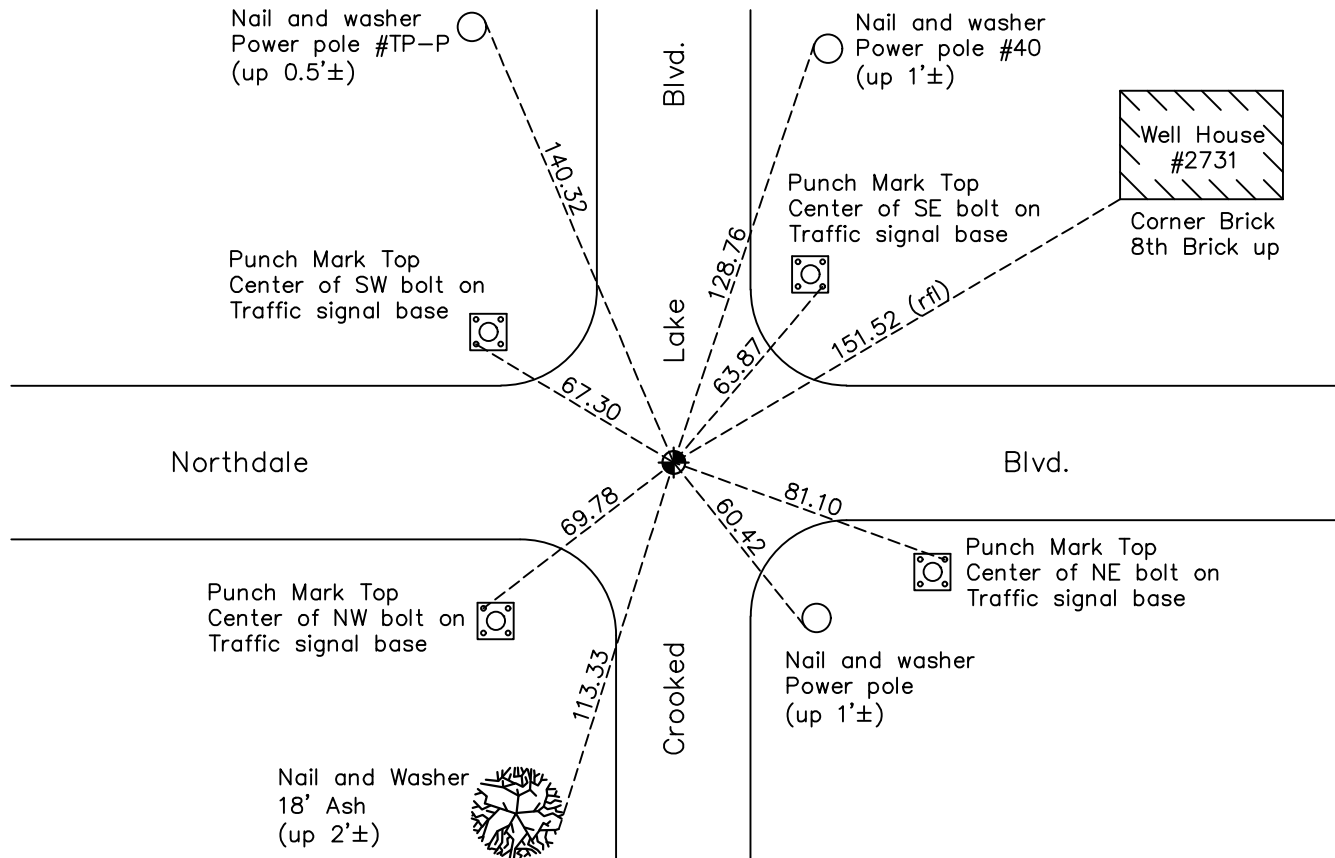 Nail and washer
Power pole #TP-P
(up 0.5'±)
Blvd.
Nail and washer
Power pole #40
(up 1'±)
Well House
#2731
Corner Brick
8th Brick up
Punch Mark Top
Center of SE bolt on
Traffic signal base
Punch Mark Top
Center of SW bolt on
Traffic signal base
140.32
128.76
63.87
151.52 (rfl)
Lake
67.30
Northdale
Blvd.
69.78
60.42
81.10
Punch Mark Top
Center of NE bolt on
Traffic signal base
Punch Mark Top
Center of NW bolt on
Traffic signal base
113.33
Crooked
Nail and washer
Power pole
(up 1'±)
Nail and Washer
18' Ash
(up 2'±)